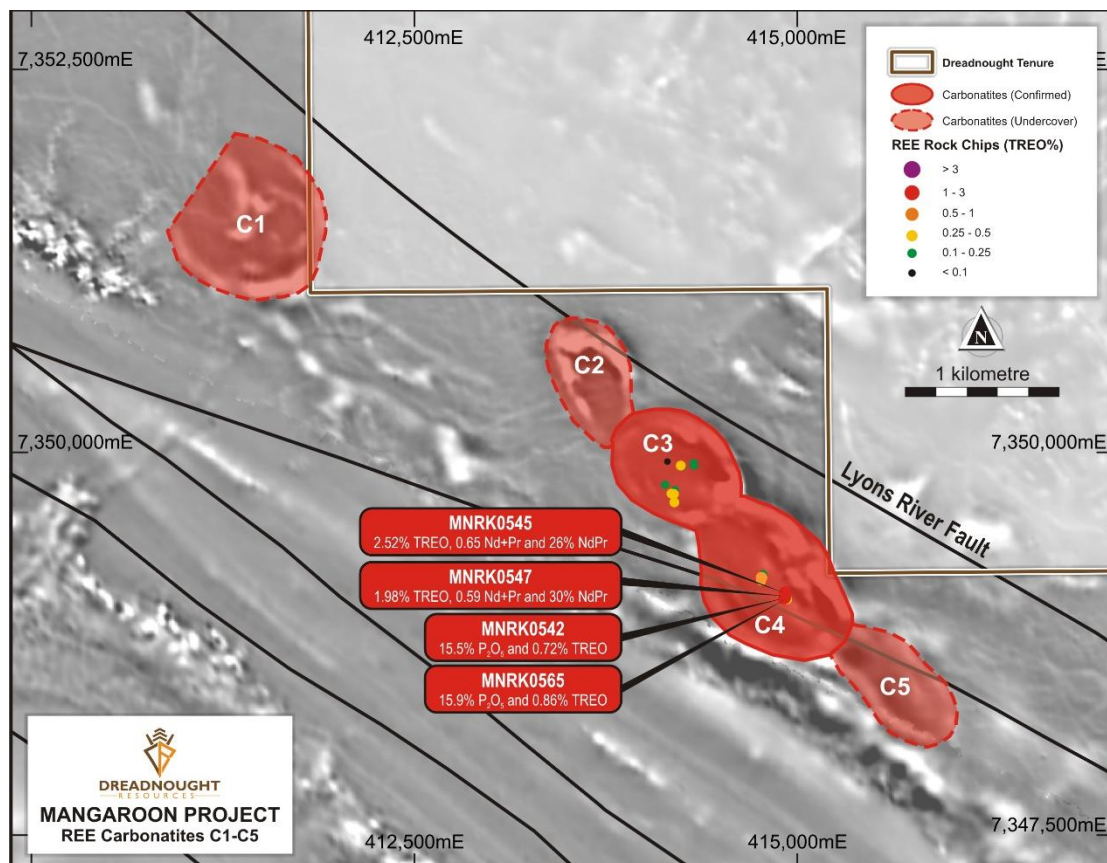 412,500mE
415,000mE
7,352,500mE
E
Dreadnought Tenure
Carbonatites (Confirmed)
Carbonatites (Undercover)
REE Rock Chips (TREO%)
> 3
1 - 3
0.5 - 1
0.25 - 0.5
0.1 - 0.25
< 0.1
N
1 kilometre
C1
C2
C3
C4
C5
7,350,000mE
7,350,000mE
Lyons River Fault
MNRK0545
2.52% TREO, 0.65 Nd+Pr and 26% NdPr
MNRK0547
1.98% TREO, 0.59 Nd+Pr and 30% NdPr
MNRK0542
15.5% P₂O₅ and 0.72% TREO
MNRK0565
15.9% P₂O₅ and 0.86% TREO
DREADNOUGHT
RESOURCES
MANGAROON PROJECT
REE Carbonatites C1-C5
412,500mE
415,000mE
7,347,500mE